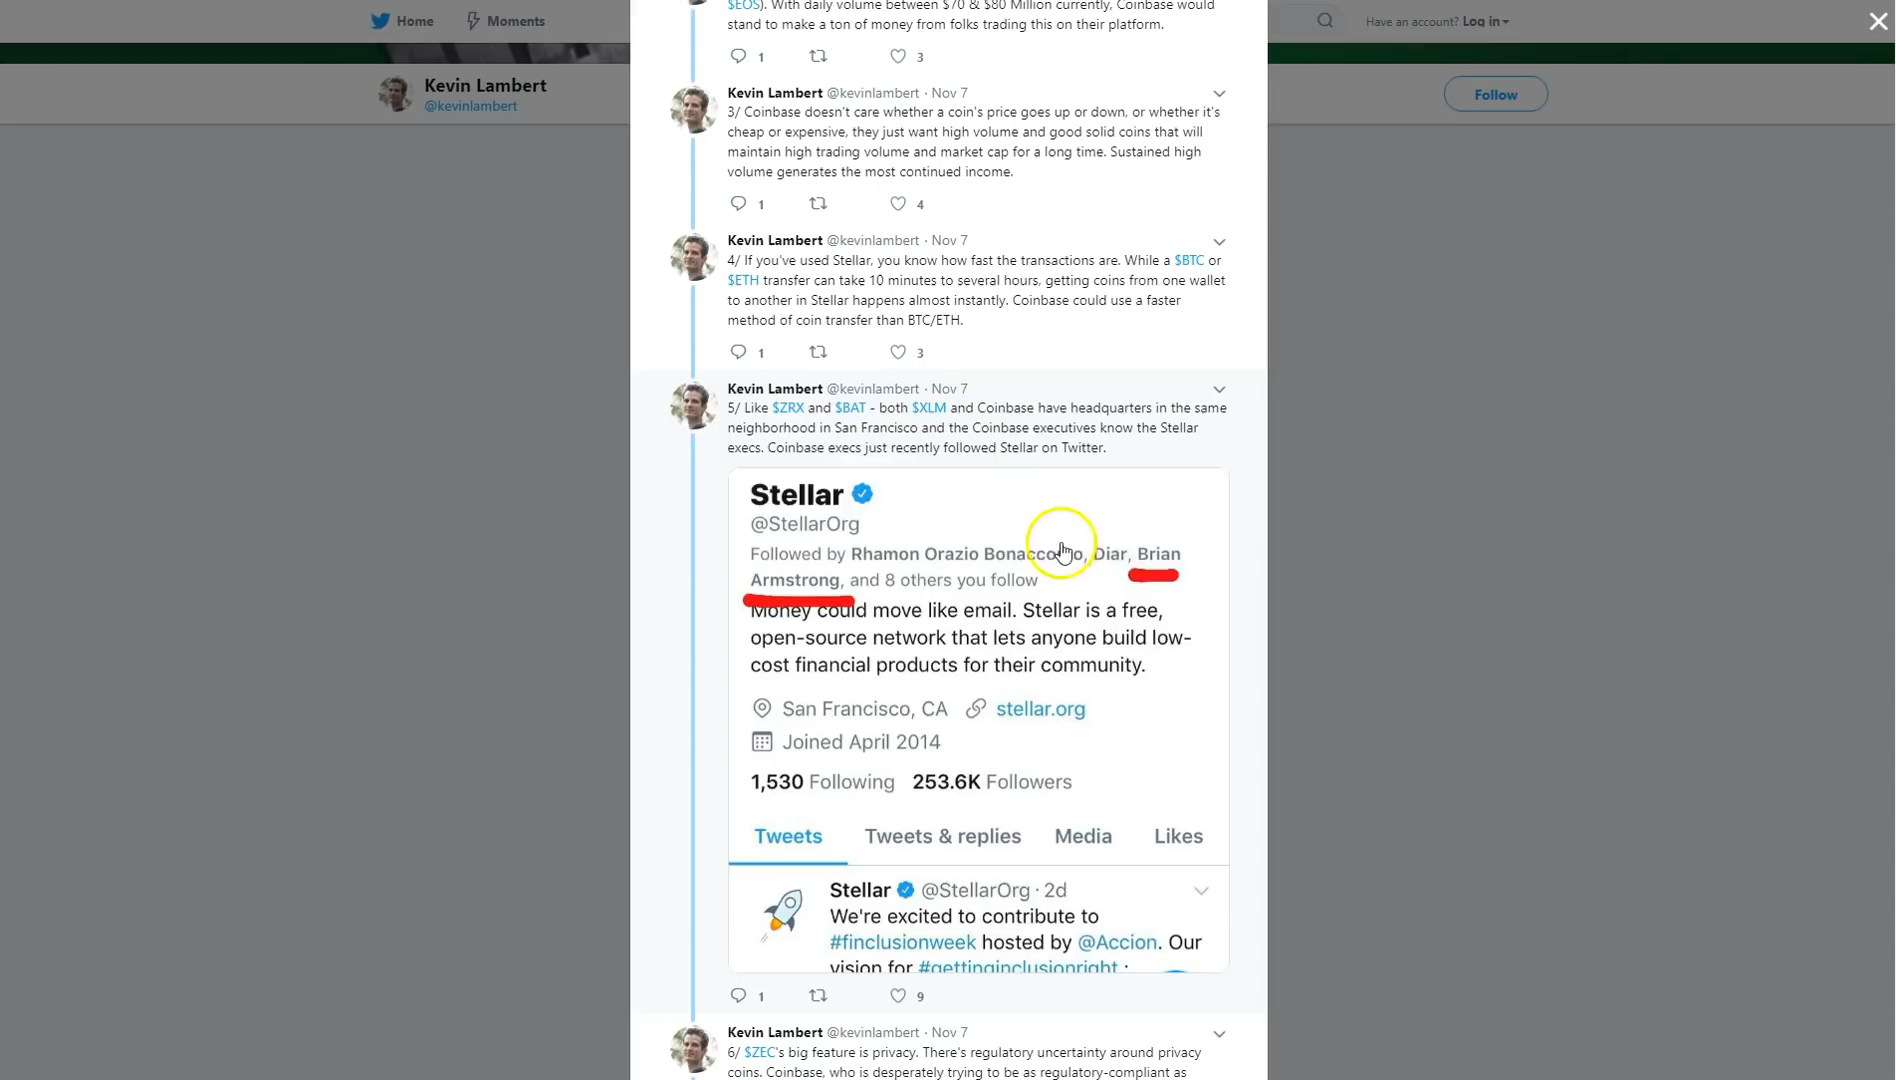 $EOS). With daily volume between $70 & $80 Million currently, Coinbase would
Home
Moments
Have an account? Log in
stand to make a ton of money from folks trading this on their platform.
1
3
Kevin Lambert
@kevinlambert
Follow
Kevin Lambert @kevinlambert · Nov 7
3/ Coinbase doesn't care whether a coin's price goes up or down, or whether it's
cheap or expensive, they just want high volume and good solid coins that will
maintain high trading volume and market cap for a long time. Sustained high
volume generates the most continued income.
1
4
Kevin Lambert @kevinlambert · Nov 7
4/ If you've used Stellar, you know how fast the transactions are. While a $BTC or
$ETH transfer can take 10 minutes to several hours, getting coins from one wallet
to another in Stellar happens almost instantly. Coinbase could use a faster
method of coin transfer than BTC/ETH.
1
3
Kevin Lambert @kevinlambert · Nov 7
5/ Like $ZRX and $BAT - both $XLM and Coinbase have headquarters in the same
neighborhood in San Francisco and the Coinbase executives know the Stellar
execs. Coinbase execs just recently followed Stellar on Twitter.
Stellar
@StellarOrg
Followed by Rhamon Orazio Diar, Brian
Armstrong, and 8 others you follow
Money could move like email. Stellar is a free,
open-source network that lets anyone build low-
cost financial products for their community.
San Francisco, CA
stellar.org
Joined April 2014
1,530 Following 253.6K Followers
Tweets
Tweets & replies
Media
Likes
Stellar @StellarOrg · 2d
We're excited to contribute to
#finclusionweek hosted by @Accion. Our
vision for #gettinginclusionright :
1
9
Kevin Lambert @kevinlambert · Nov 7
6/ $ZEC's big feature is privacy. There's regulatory uncertainty around privacy
coins. Coinbase, who is desperately trying to be as regulatory-compliant as